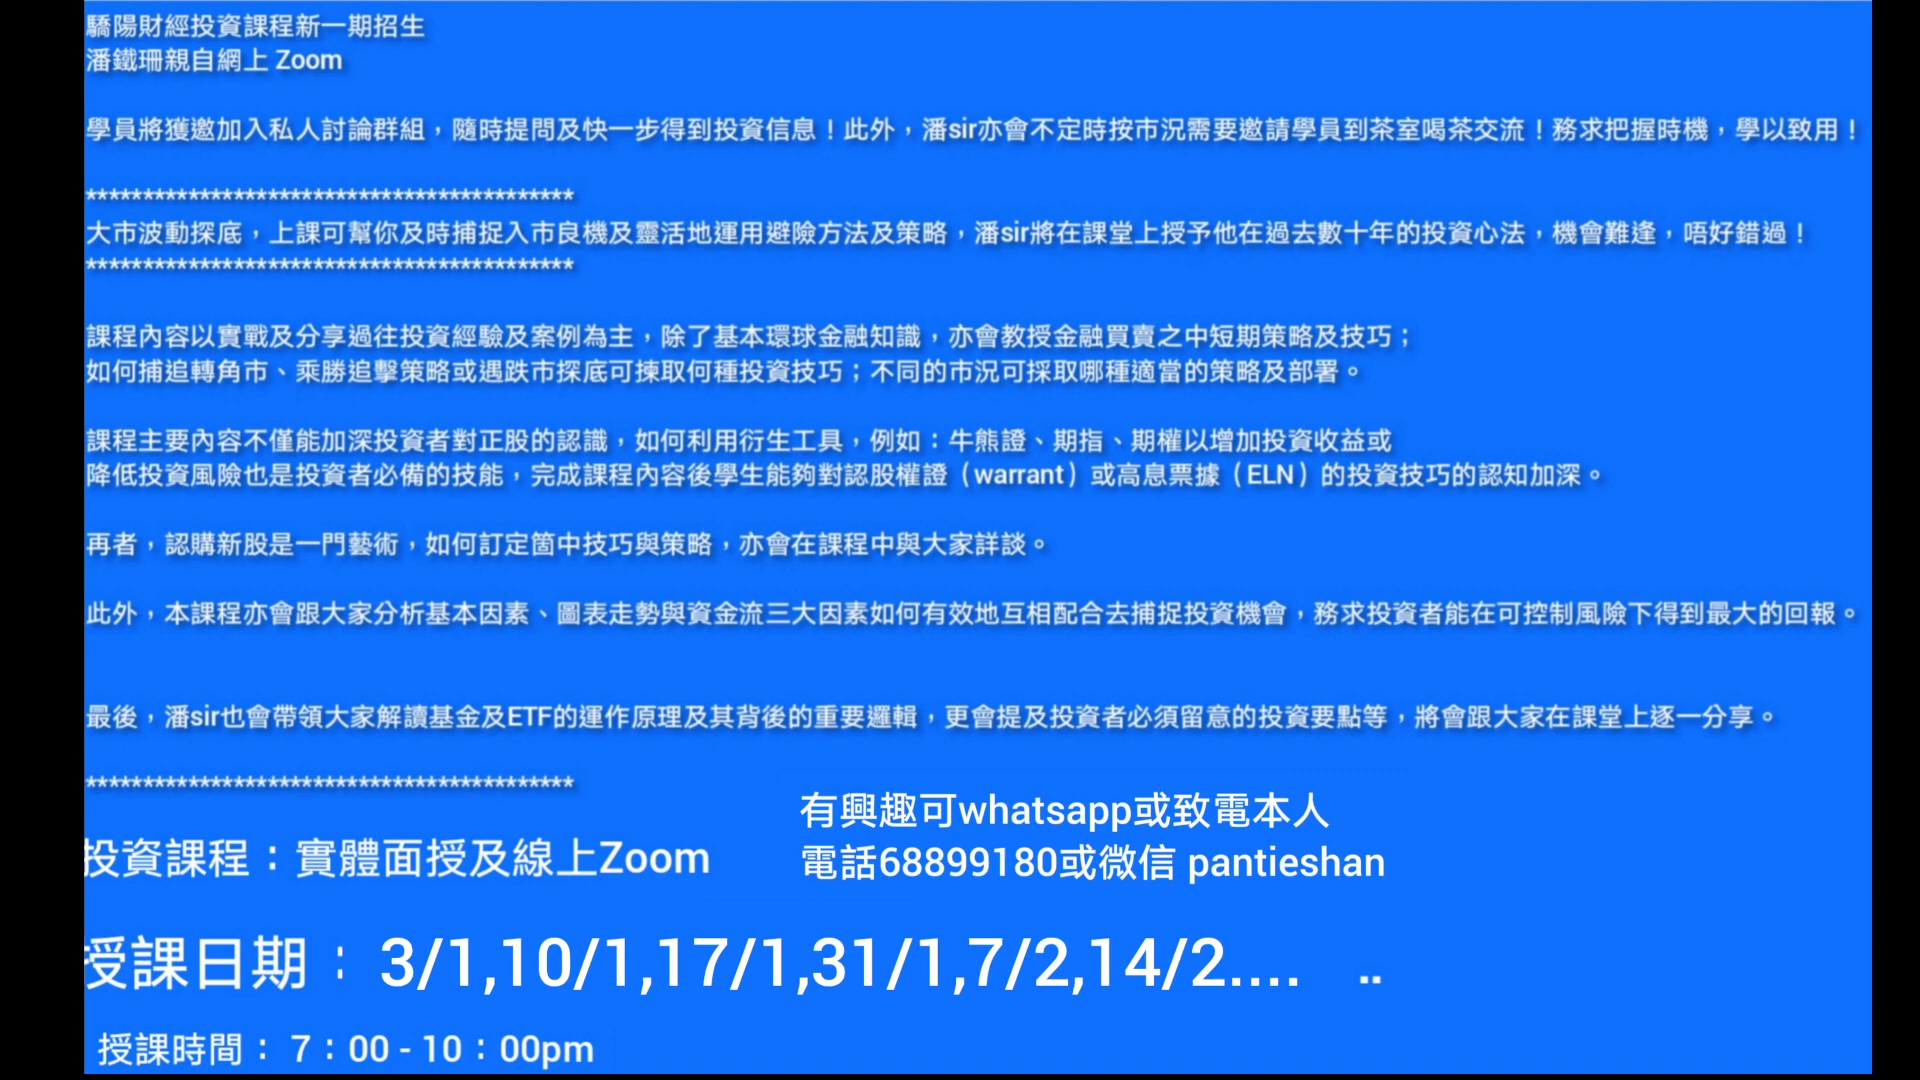 驕陽財經投資課程新一期招生
潘鐵珊親自網上 Zoom
學員將獲邀加入私人討論群組，隨時提問及快一步得到投資信息！此外，潘sir亦會不定時按市況需要邀請學員到茶室喝茶交流！務求把握時機，學以致用！
*******************************************
大市波動探底，上課可幫你及時捕捉入市良機及靈活地運用避險方法及策略，潘sir將在課堂上授予他在過去數十年的投資心法，機會難逢，唔好錯過！
*******************************************
課程內容以實戰及分享過往投資經驗及案例為主，除了基本環球金融知識，亦會教授金融買賣之中短期策略及技巧；
如何捕追轉角市、乘勝追擊策略或遇跌市探底可揀取何種投資技巧；不同的市況可採取哪種適當的策略及部署。
課程主要內容不僅能加深投資者對正股的認識，如何利用衍生工具，例如：牛熊證、期指、期權以增加投資收益或
降低投資風險也是投資者必備的技能，完成課程內容後學生能夠對認股權證（warrant）或高息票據（ELN）的投資技巧的認知加深。
再者，認購新股是一門藝術，如何訂定箇中技巧與策略，亦會在課程中與大家詳談。
此外，本課程亦會跟大家分析基本因素、圖表走勢與資金流三大因素如何有效地互相配合去捕捉投資機會，務求投資者能在可控制風險下得到最大的回報。
最後，潘sir也會帶領大家解讀基金及ETF的運作原理及其背後的重要邏輯，更會提及投資者必須留意的投資要點等，將會跟大家在課堂上逐一分享。
*******************************************
有興趣可whatsapp或致電本人
電話68899180或微信 pantieshan
投資課程：實體面授及線上Zoom
授課日期：3/1,10/1,17/1,31/1,7/2,14/2.... ..
授課時間：7：00 - 10：00pm